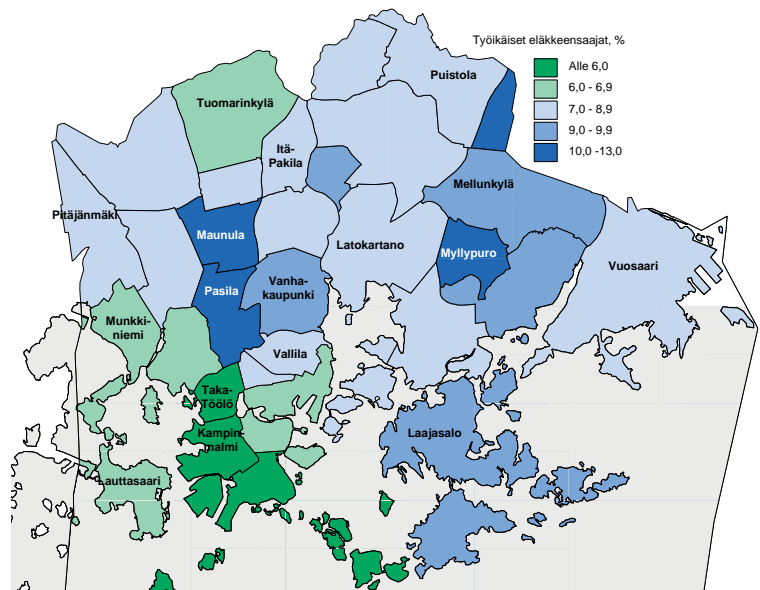 Työikäiset eläkkeensaajat, %
Alle 6,0
6,0 - 6,9
7,0 - 8,9
9,0 - 9,9
10,0 -13,0
Puistola
Tuomarinkylä
Itä-
Pakila
Mellunkylä
Pitäjänmäki
Maunula
Latokartano
Myllypuro
Vuosaari
Pasila
Vanha-
kaupunki
Munkki-
niemi
Vallila
Taka-
Töölö
Kampin-
malmi
Laajasalo
Lauttasaari